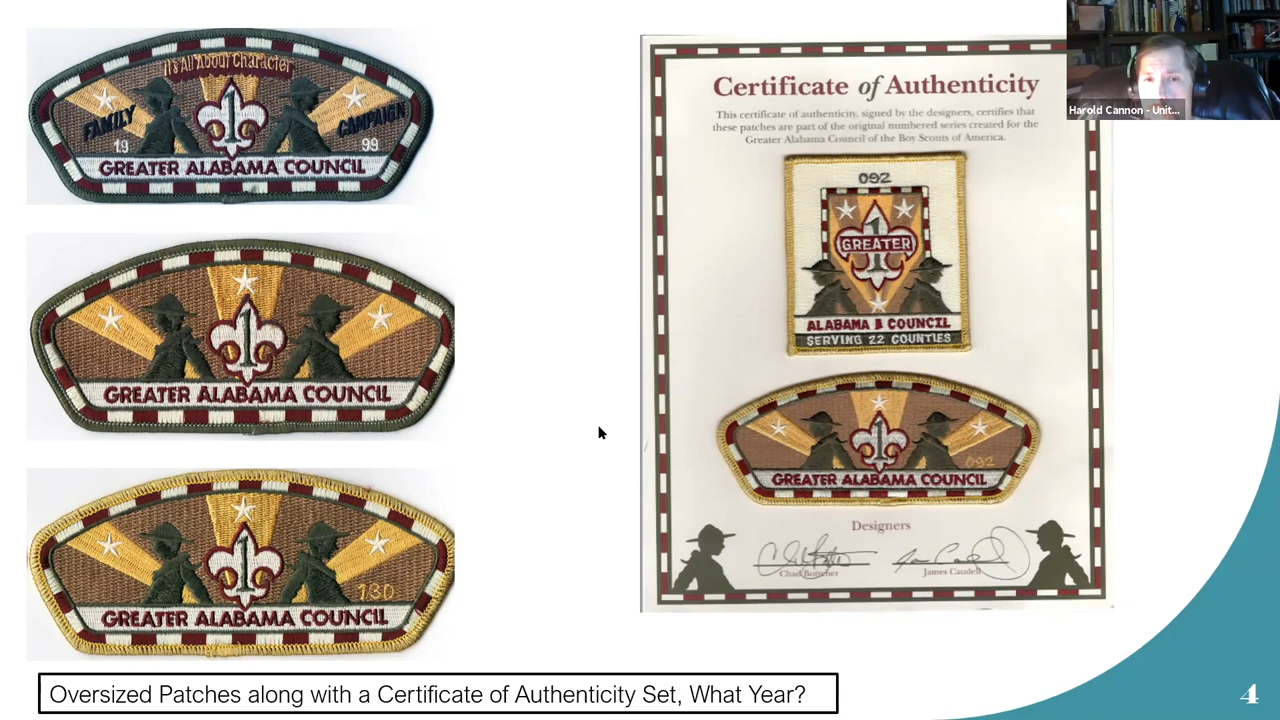 It's All About Character
FAMILY
CAMPAIGN
19
99
GREATER ALABAMA COUNCIL
GREATER ALABAMA COUNCIL
130
GREATER ALABAMA COUNCIL
Certificate of Authenticity
This certificate of authenticity, signed by the designers, certifies that
these patches are part of the original numbered series created for the
Greater Alabama Council of the Boy Scouts of America.
092
1
GREATER
ALABAMA COUNCIL
SERVING 22 COUNTIES
092
GREATER ALABAMA COUNCIL
Designers
James Caudell
Harold Cannon - Unit...
Oversized Patches along with a Certificate of Authenticity Set, What Year?
4